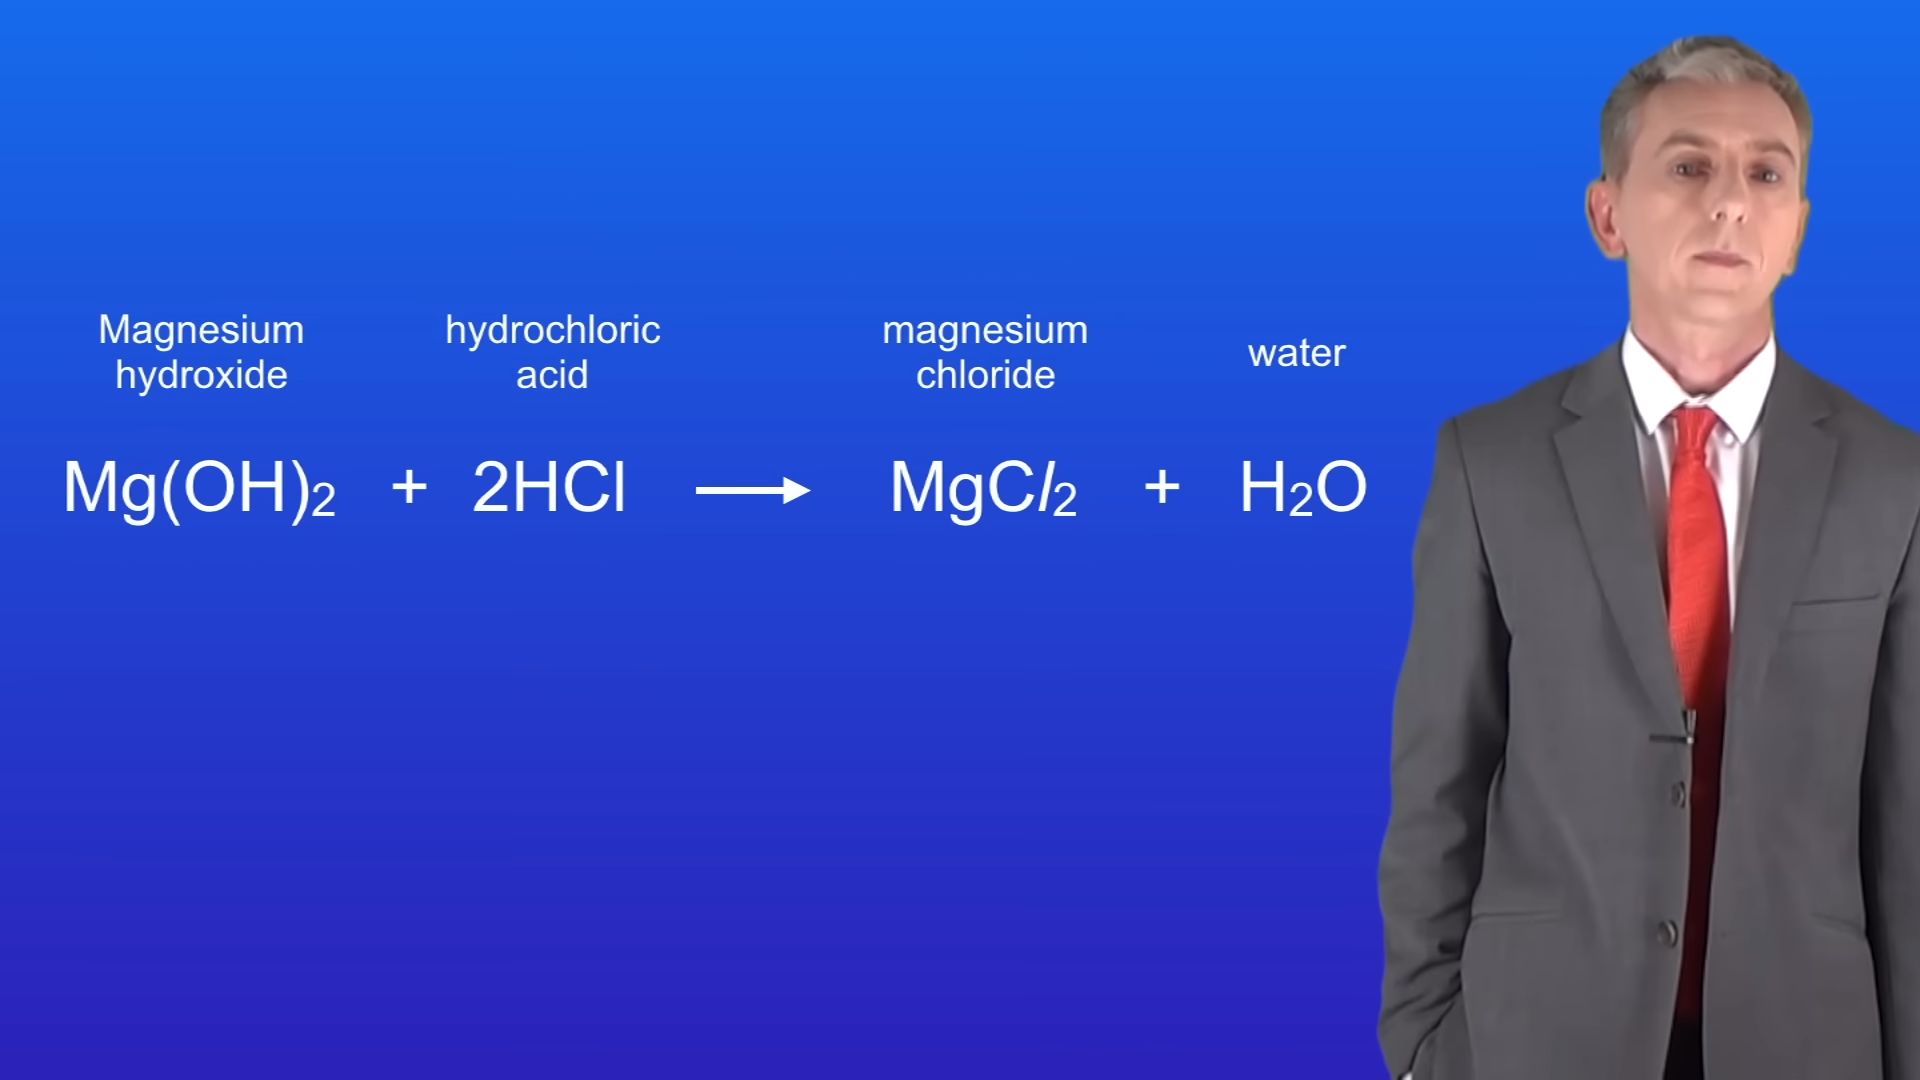 Magnesium
hydroxide
hydrochloric
acid
magnesium
chloride
water
Mg(OH)₂ + 2HCl ⟶ MgCl₂ + H₂O